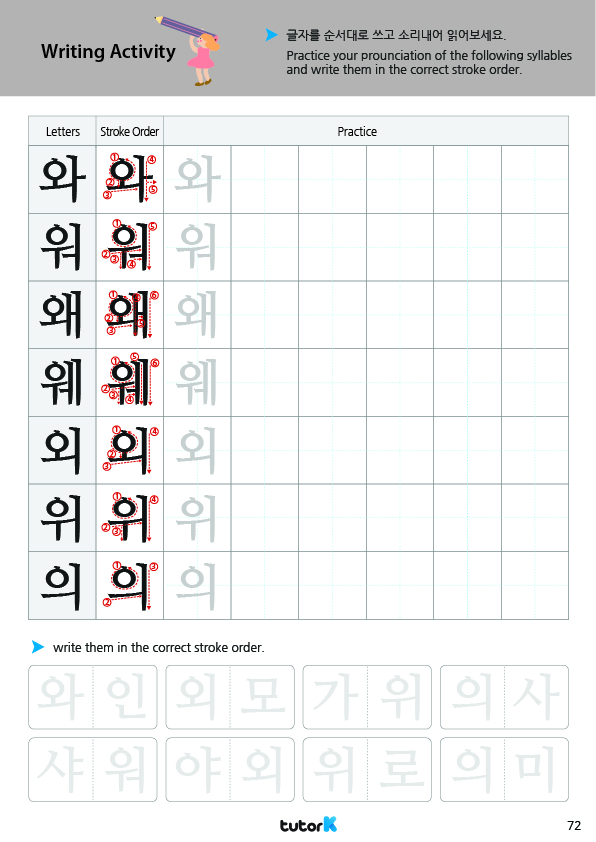 Writing Activity
글자를 순서대로 쓰고 소리내어 읽어보세요.
Practice your prounciation of the following syllables
and write them in the correct stroke order.
Letters Stroke Order Practice
와 와 ① ② ③ ④ ⑤ 와
워 워 ① ② ③ ④ ⑤ 워
왜 왜 ① ② ③ ⑥ 왜
웨 웨 ① ② ③ ④ ⑤ ⑥ 웨
외 외 ① ② ③ ④ 외
위 위 ① ② ③ ④ 위
의 의 ① ② ③ 의
write them in the correct stroke order.
와인 외모 가위 의사
샤워 야외 위로 의미
tutorK
72